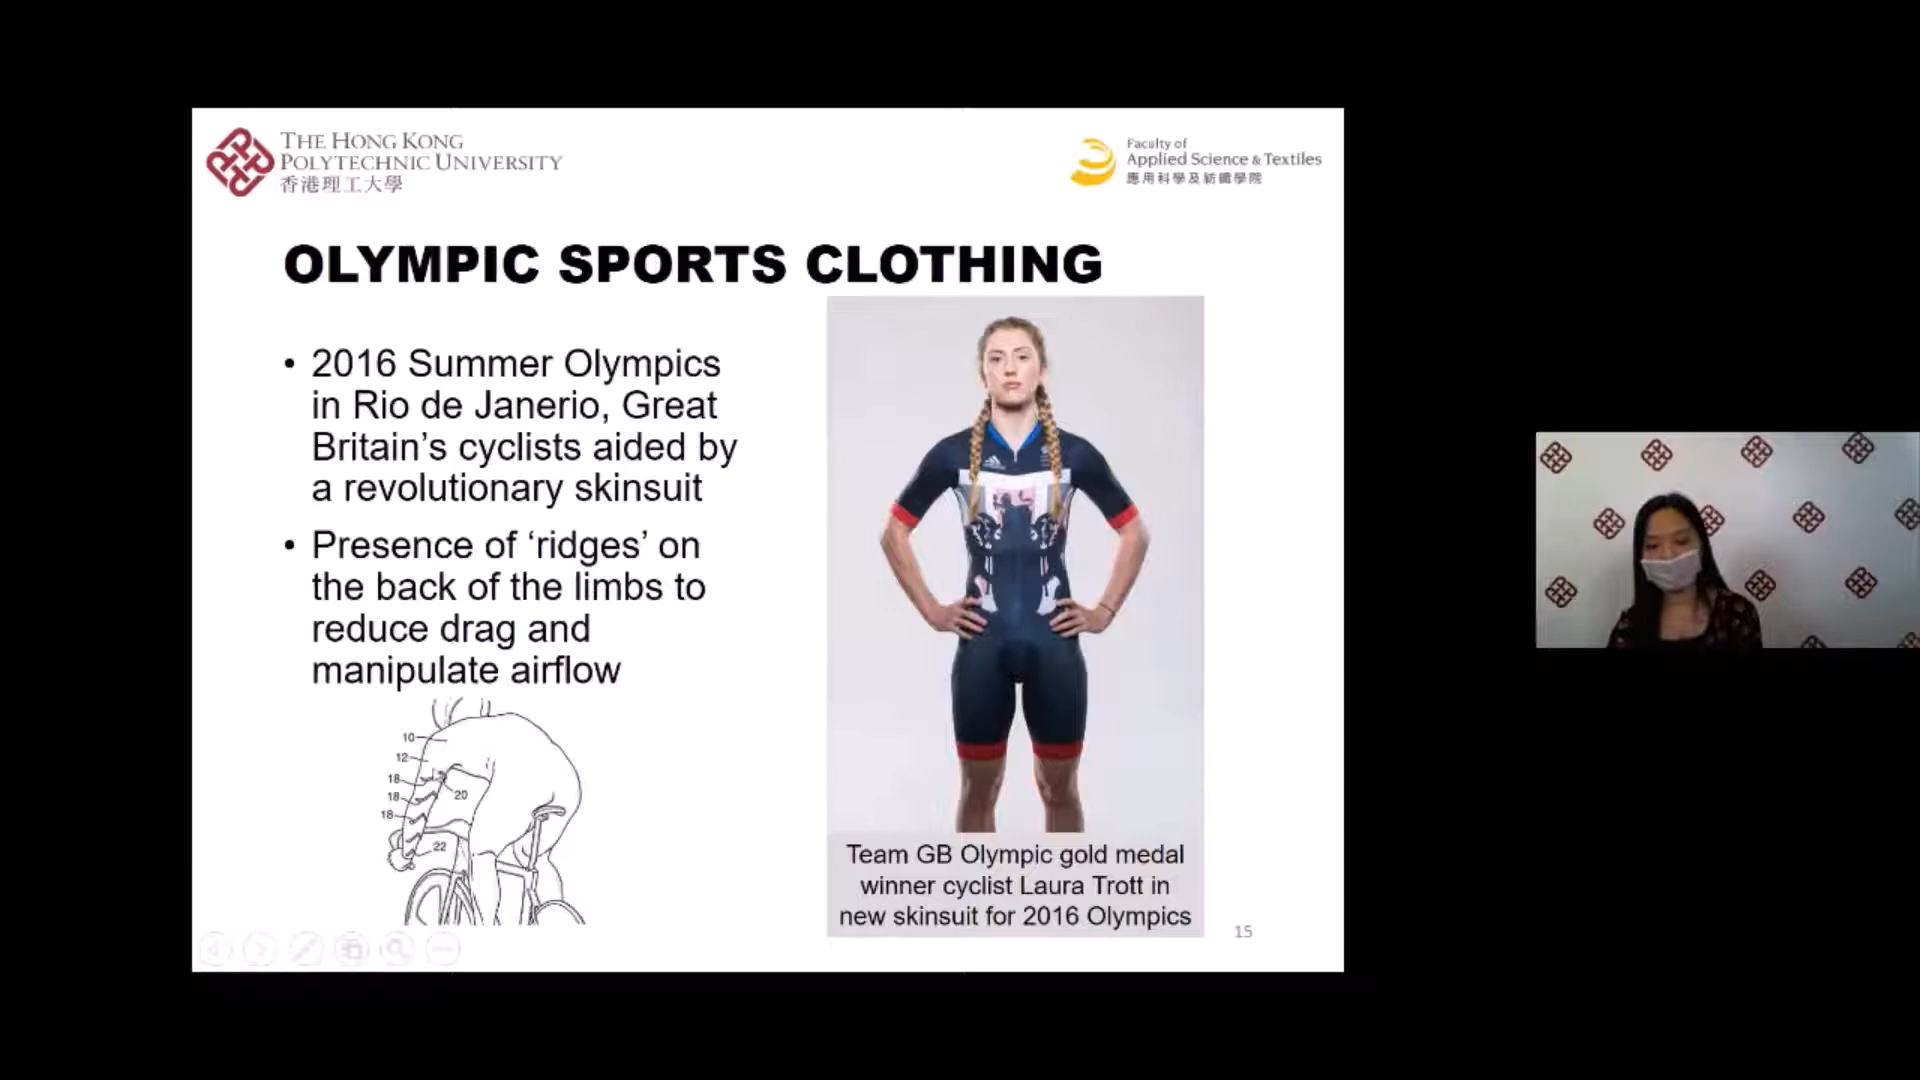 THE HONG KONG
POLYTECHNIC UNIVERSITY
香港理工大學
Faculty of
Applied Science & Textiles
應用科學及紡織學院
OLYMPIC SPORTS CLOTHING
• 2016 Summer Olympics
in Rio de Janerio, Great
Britain’s cyclists aided by
a revolutionary skinsuit
• Presence of ‘ridges’ on
the back of the limbs to
reduce drag and
manipulate airflow
10
12
18
18
18
20
22
Team GB Olympic gold medal
winner cyclist Laura Trott in
new skinsuit for 2016 Olympics
15